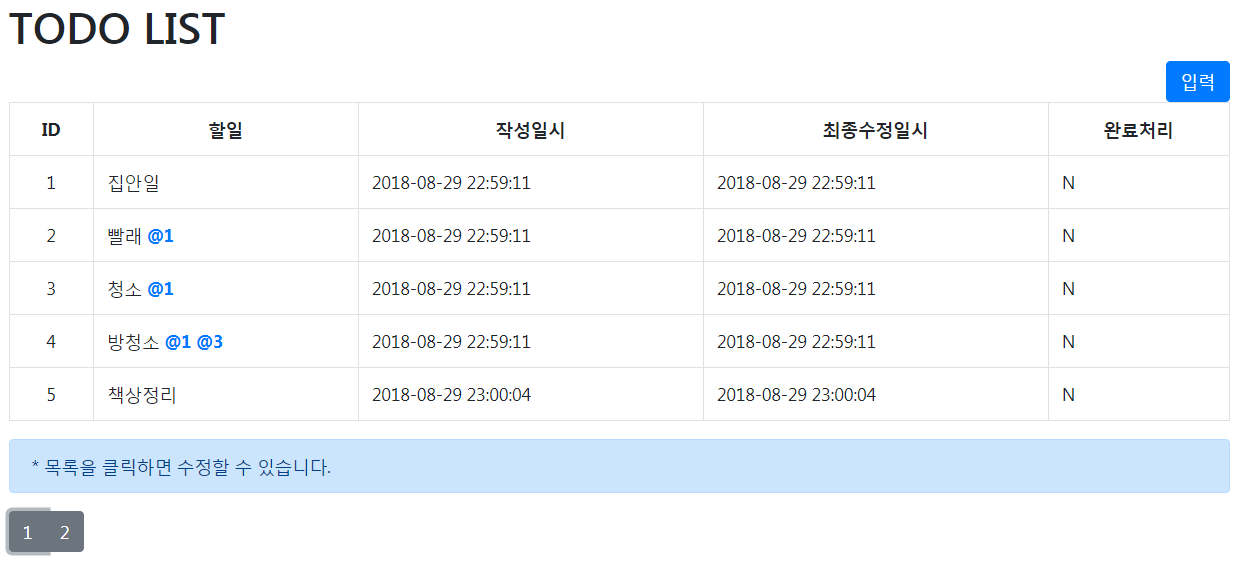 TODO LIST
입력
ID 할일 작성일시 최종수정일시 완료처리
1 집안일 2018-08-29 22:59:11 2018-08-29 22:59:11 N
2 빨래 @1 2018-08-29 22:59:11 2018-08-29 22:59:11 N
3 청소 @1 2018-08-29 22:59:11 2018-08-29 22:59:11 N
4 방청소 @1 @3 2018-08-29 22:59:11 2018-08-29 22:59:11 N
5 책상정리 2018-08-29 23:00:04 2018-08-29 23:00:04 N
* 목록을 클릭하면 수정할 수 있습니다.
1 2